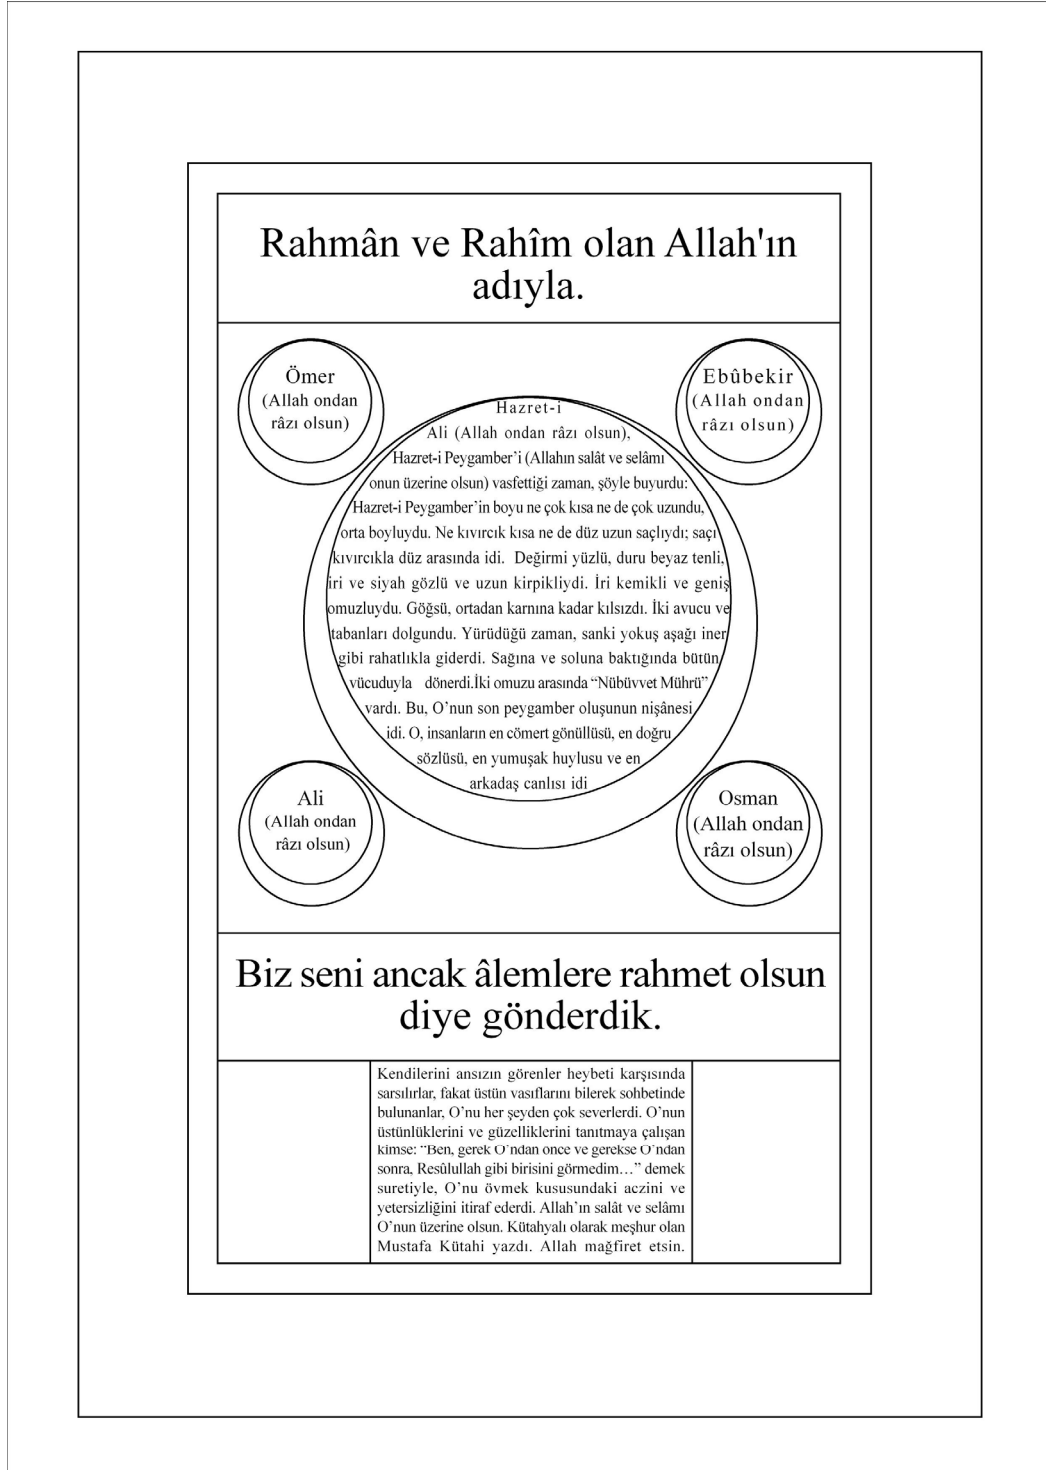 Rahmân ve Rahîm olan Allah'ın
adıyla.
Ömer
(Allah ondan
râzı olsun)
Ebûbekir
(Allah ondan
râzı olsun)
Hazret-i
Ali (Allah ondan râzı olsun),
Hazret-i Peygamber’i (Allahın salât ve selâmı
onun üzerine olsun) vasfettiği zaman, şöyle buyurdu:
Hazret-i Peygamber’in boyu ne çok kısa ne de çok uzundu,
orta boyluydu. Ne kıvırcık kısa ne de düz uzun saçlıydı; saçı
kıvırcıkla düz arasında idi. Değirmi yüzlü, duru beyaz tenli,
iri ve siyah gözlü ve uzun kirpikliydi. İri kemikli ve geniş
omuzluydu. Göğsü, ortadan karnına kadar kılsızdı. İki avucu ve
tabanları dolgundu. Yürüdüğü zaman, sanki yokuş aşağı iner
gibi rahatlıkla giderdi. Sağına ve soluna baktığında bütün
vücuduyla dönerdi.İki omuzu arasında “Nübüvvet Mührü”
vardı. Bu, O’nun son peygamber oluşunun nişânesi
idi. O, insanların en cömert gönüllüsü, en doğru
sözlüsü, en yumuşak huylusu ve en
arkadaş canlısı idi
Ali
(Allah ondan
râzı olsun)
Osman
(Allah ondan
râzı olsun)
Biz seni ancak âlemlere rahmet olsun
diye gönderdik.
Kendilerini ansızın görenler heybeti karşısında
sarsılırlar, fakat üstün vasıflarını bilerek sohbetinde
bulunanlar, O’nu her şeyden çok severlerdi. O’nun
üstünlüklerini ve güzelliklerini tanıtmaya çalışan
kimse: “Ben, gerek O’ndan önce ve gerekse O’ndan
sonra, Resûlullah gibi birisini görmedim…” demek
suretiyle, O’nu övmek kususundaki aczini ve
yetersizliğini itiraf ederdi. Allah’ın salât ve selâmı
O’nun üzerine olsun. Kütahyalı olarak meşhur olan
Mustafa Kütahi yazdı. Allah mağfiret etsin.